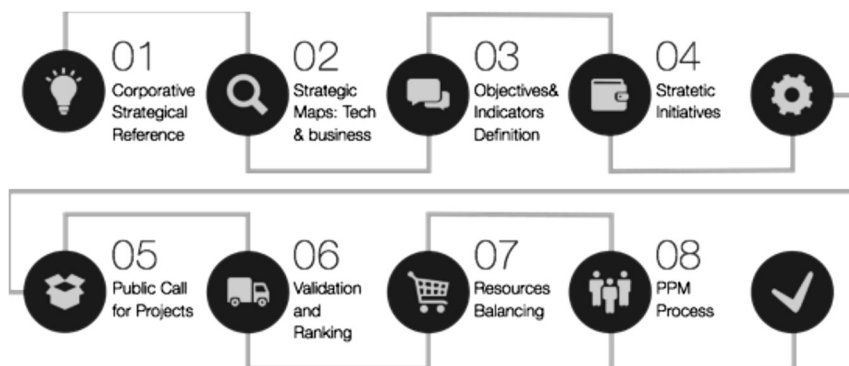 01
Corporative
Strategical
Reference
02
Strategic
Maps: Tech
& business
03
Objectives&
Indicators
Definition
04
Stratetic
Initiatives
05
Public Call
for Projects
06
Validation
and
Ranking
07
Resources
Balancing
08
PPM
Process